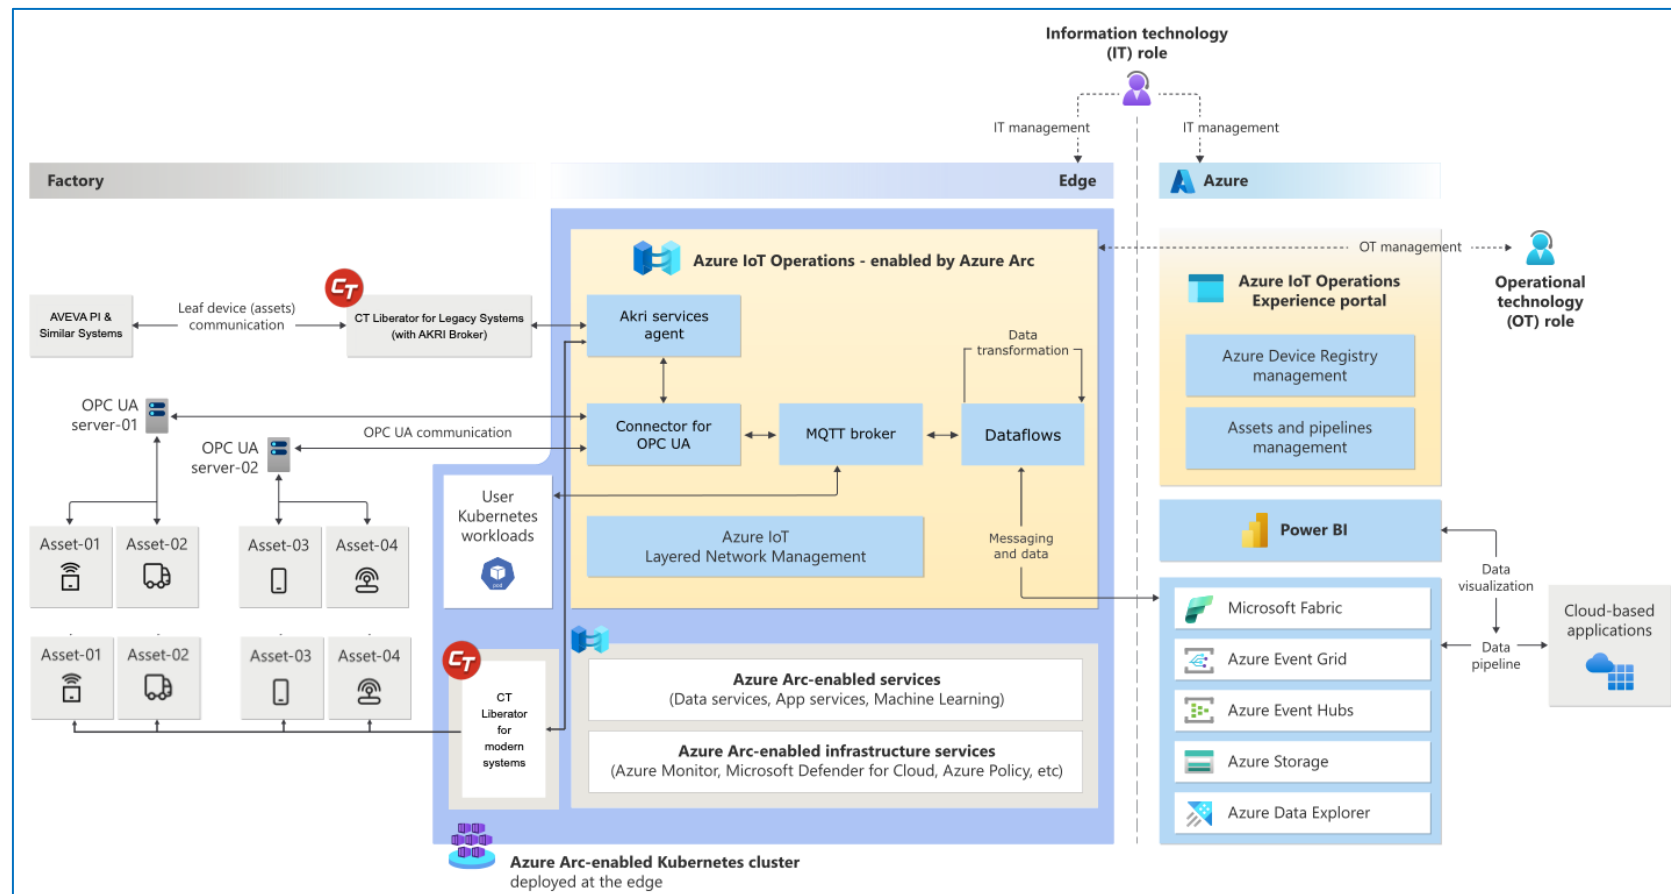 Information technology
(IT) role
IT management
IT management
Factory
Edge
Azure
Azure IoT Operations - enabled by Azure Arc
OT management
Operational
technology
(OT) role
Azure IoT Operations
Experience portal
Azure Device Registry
management
Assets and pipelines
management
AVEVA PI &
Similar Systems
Leaf device (assets)
communication
CT
CT Liberator for Legacy Systems
(with AKRI Broker)
Akri services
agent
Data
transformation
OPC UA
server-01
OPC UA
server-02
OPC UA communication
Connector for
OPC UA
MQTT broker
Dataflows
User
Kubernetes
workloads
pod
Azure IoT
Layered Network Management
Messaging
and data
Power BI
Data
visualization
Asset-01
Asset-02
Asset-03
Asset-04
Microsoft Fabric
Azure Event Grid
Azure Event Hubs
Azure Storage
Azure Data Explorer
Data
pipeline
Cloud-based
applications
Asset-01
Asset-02
Asset-03
Asset-04
CT
CT
Liberator
for
modern
systems
Azure Arc-enabled services
(Data services, App services, Machine Learning)
Azure Arc-enabled infrastructure services
(Azure Monitor, Microsoft Defender for Cloud, Azure Policy, etc)
Azure Arc-enabled Kubernetes cluster
deployed at the edge